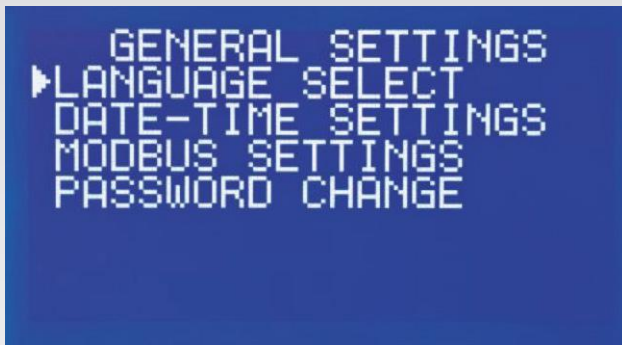 GENERAL SETTINGS
LANGUAGE SELECT
DATE-TIME SETTINGS
MODBUS SETTINGS
PASSWORD CHANGE